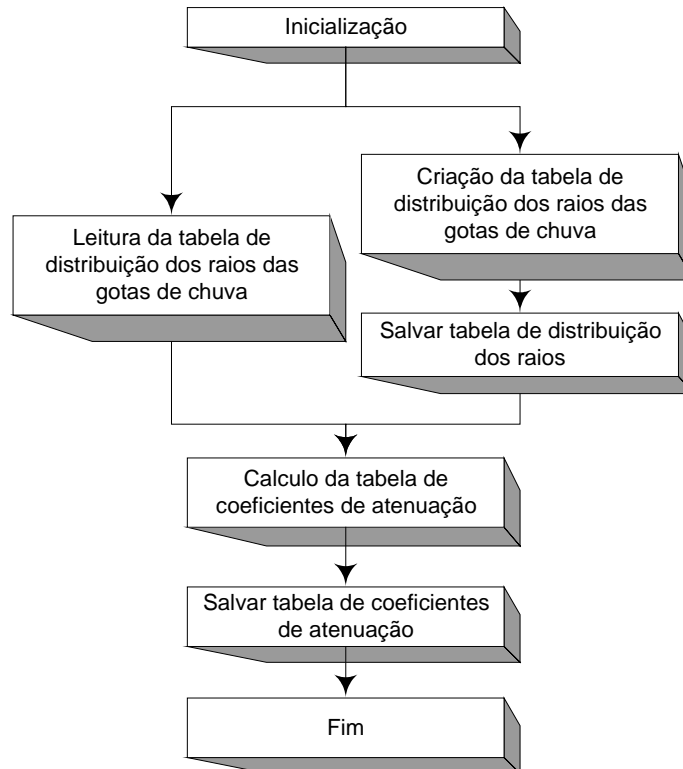 Inicialização
Criação da tabela de
distribuição dos raios das
gotas de chuva
Leitura da tabela de
distribuição dos raios das
gotas de chuva
Salvar tabela de distribuição
dos raios
Calculo da tabela de
coeficientes de atenuação
Salvar tabela de coeficientes
de atenuação
Fim